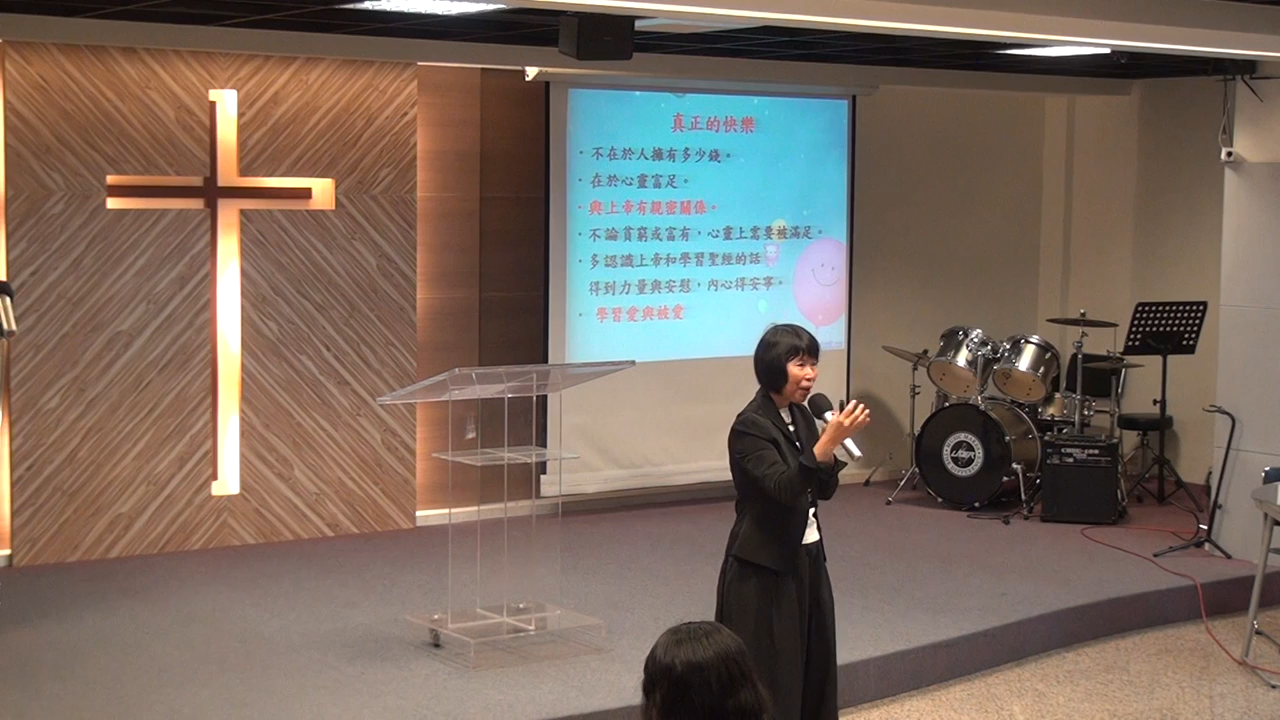 真正的快樂
· 不在於人擁有多少錢。
· 在於心靈富足。
· 與上帝有親密關係。
· 不論貧窮或富有，心靈上需要被滿足。
· 多認識上帝和學習聖經的話
得到力量與安慰，內心得安寧。
· 學習愛與被愛